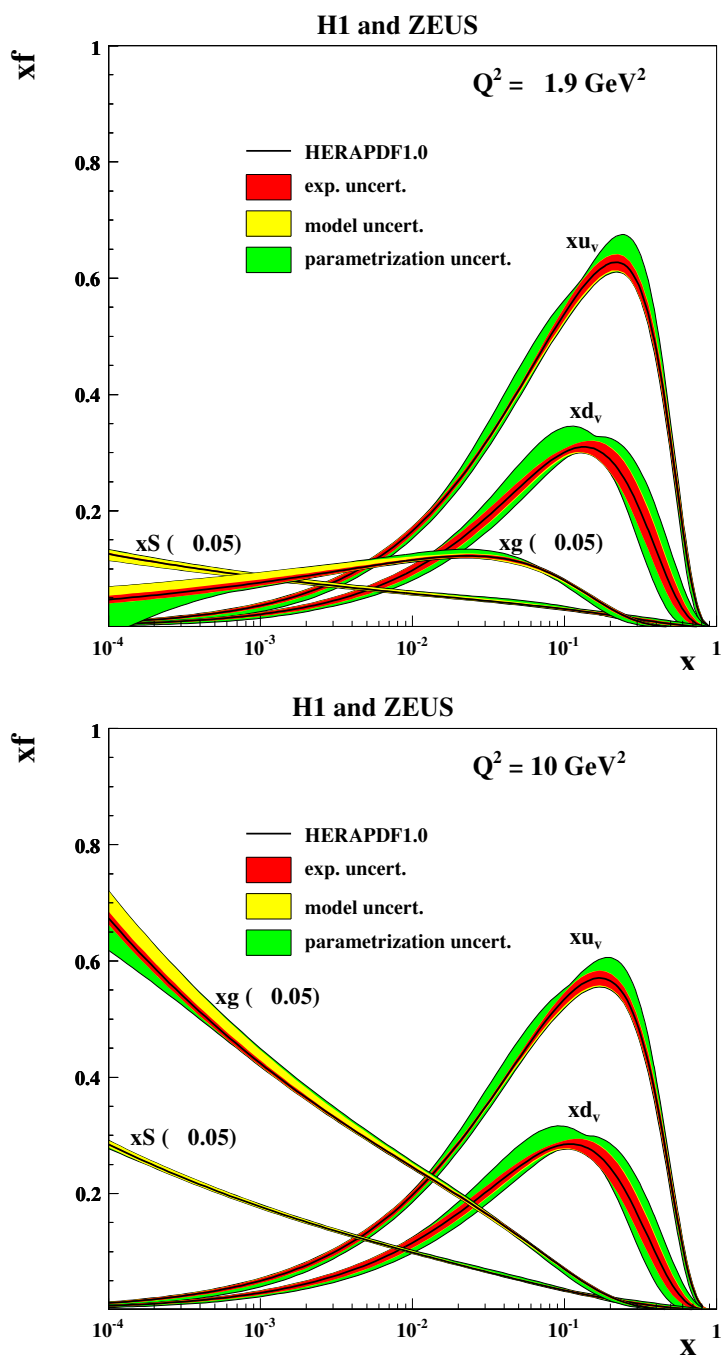 H1 and ZEUS
xf
1
Q² = 1.9 GeV²
0.8
HERAPDF1.0
exp. uncert.
model uncert.
parametrization uncert.
xuᵥ
0.6
0.4
xdᵥ
0.2
xS ( 0.05)
xg ( 0.05)
10⁻⁴ 10⁻³ 10⁻² 10⁻¹ 1
x
H1 and ZEUS
xf
1
Q² = 10 GeV²
0.8
HERAPDF1.0
exp. uncert.
model uncert.
parametrization uncert.
xuᵥ
0.6
xg ( 0.05)
0.4
xS ( 0.05)
xdᵥ
0.2
10⁻⁴ 10⁻³ 10⁻² 10⁻¹ 1
x